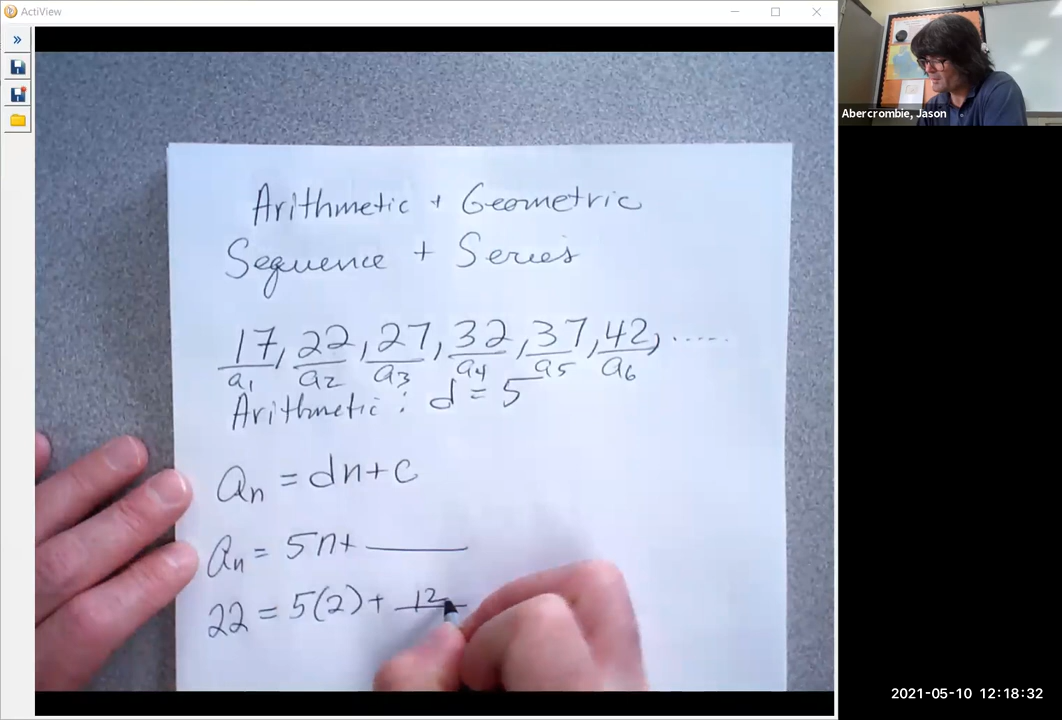 ActiView
Abercrombie, Jason
Arithmetic + Geometric
Sequence + Series
17, 22, 27, 32, 37, 42, .....
a1 a2 a3 a4 a5 a6
Arithmetic : d = 5
an = dn + c
an = 5n +
22 = 5(2) + 12
2021-05-10 12:18:32